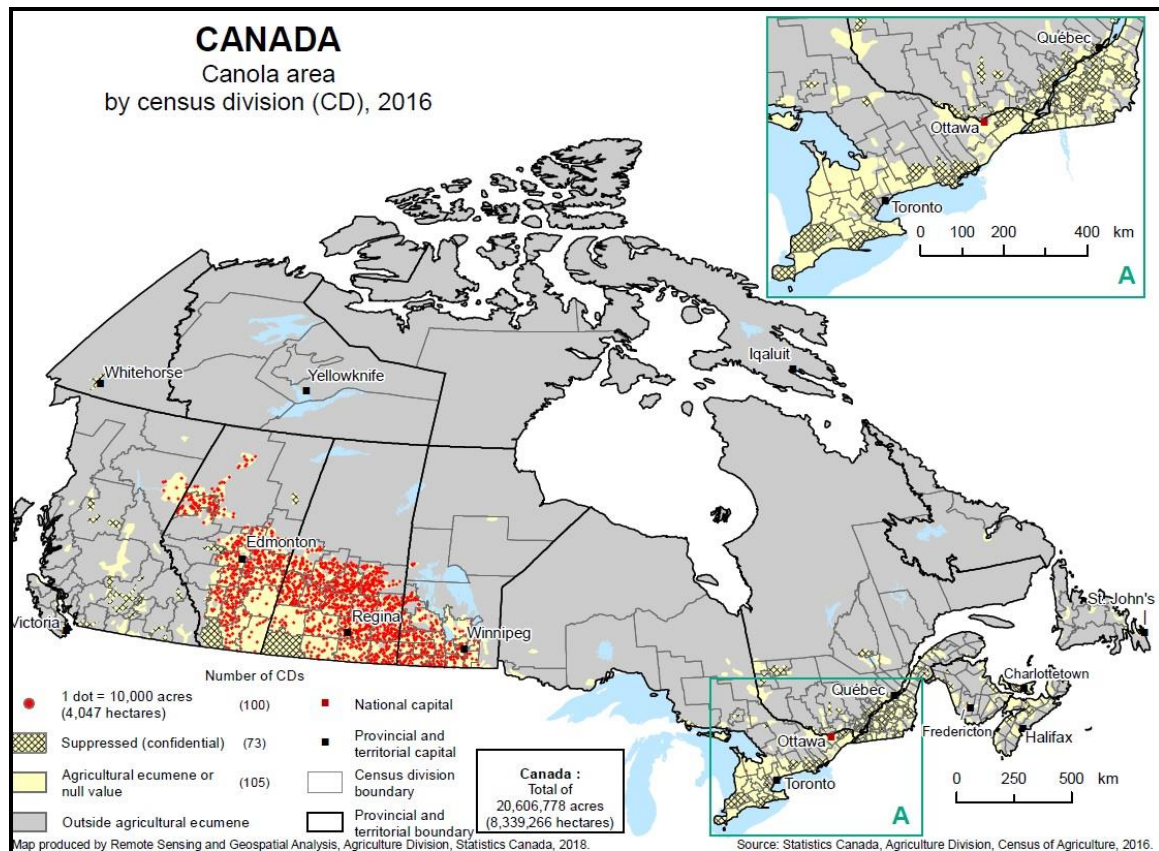 CANADA
Canola area
by census division (CD), 2016
Québec
Ottawa
Toronto
0 100 200 400 km
A
Whitehorse
Yellowknife
Iqaluit
Edmonton
Regina
Winnipeg
Victoria
St. John's
Charlottetown
Québec
Fredericton
Halifax
Ottawa
Toronto
A
0 250 500 km
Number of CDs
1 dot = 10,000 acres
(4,047 hectares)
(100)
Suppressed (confidential) (73)
Agricultural ecumene or
null value
(105)
Outside agricultural ecumene
National capital
Provincial and
territorial capital
Census division
boundary
Provincial and
territorial boundary
Canada :
Total of
20,606,778 acres
(8,339,266 hectares)
Map produced by Remote Sensing and Geospatial Analysis, Agriculture Division, Statistics Canada, 2018.
Source: Statistics Canada, Agriculture Division, Census of Agriculture, 2016.